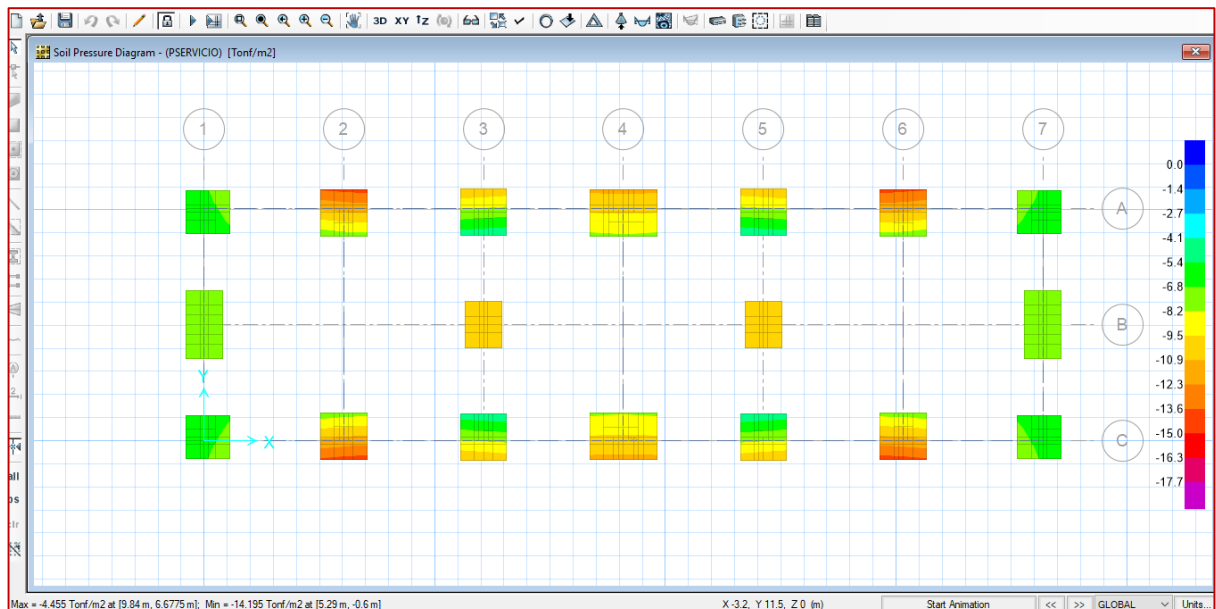 3D XY ↑Z
Soil Pressure Diagram - (PSERVICIO) [Tonf/m2]
1 2 3 4 5 6 7
A
B
C
0.0
-1.4
-2.7
-4.1
-5.4
-6.8
-8.2
-9.5
-10.9
-12.3
-13.6
-15.0
-16.3
-17.7
Y
X
all
Max = -4.455 Tonf/m2 at [9.84 m, 6.6775 m]; Min = -14.195 Tonf/m2 at [5.29 m, -0.6 m] X -3.2, Y 11.5, Z 0 (m) Start Animation << >> GLOBAL Units...